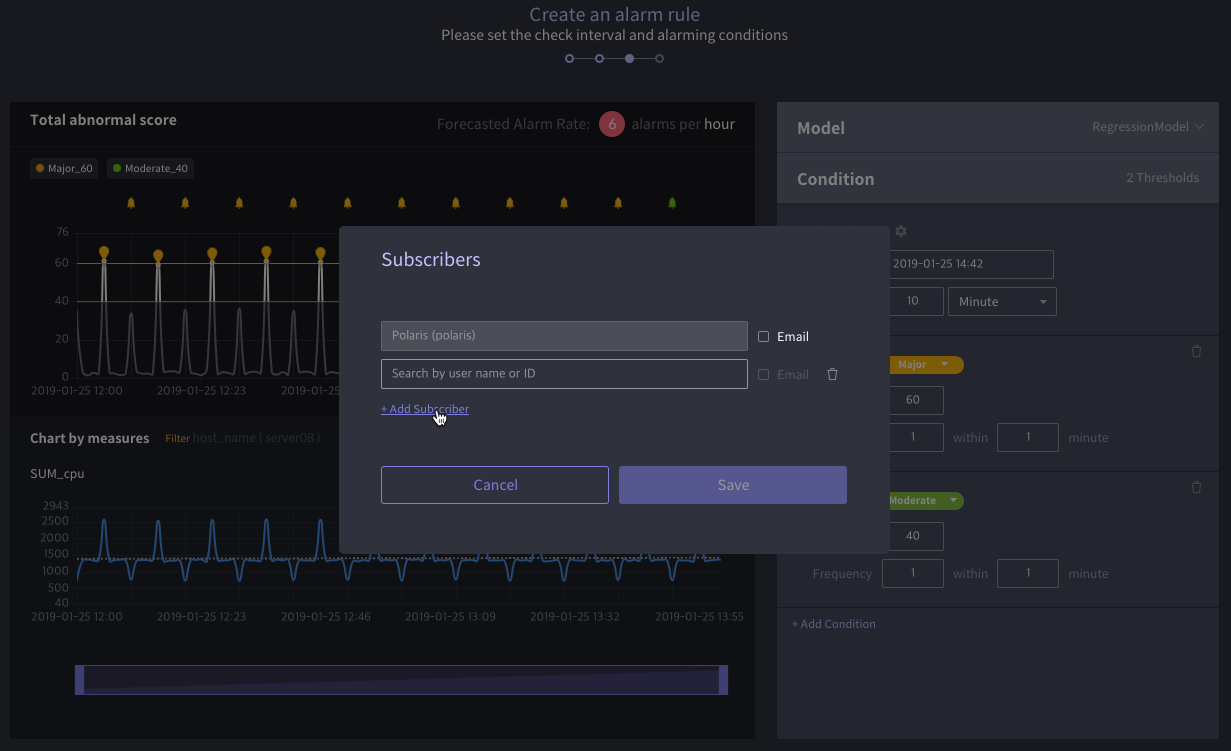 Create an alarm rule
Please set the check interval and alarming conditions
Total abnormal score
Forecasted Alarm Rate: 6 alarms per hour
Major_60
Moderate_40
76
60
40
20
0
2019-01-25 12:00
2019-01-25 12:23
2019-01-25
Chart by measures
Filter host_name ( server08 )
SUM_cpu
2943
2500
2000
1500
1000
500
40
2019-01-25 12:00
2019-01-25 12:23
2019-01-25 12:46
2019-01-25 13:09
2019-01-25 13:32
2019-01-25 13:55
Subscribers
Polaris (polaris)
Email
Search by user name or ID
Email
+ Add Subscriber
Cancel
Save
Model
RegressionModel
Condition
2 Thresholds
2019-01-25 14:42
10
Minute
Major
60
1 within 1 minute
Moderate
40
Frequency 1 within 1 minute
+ Add Condition